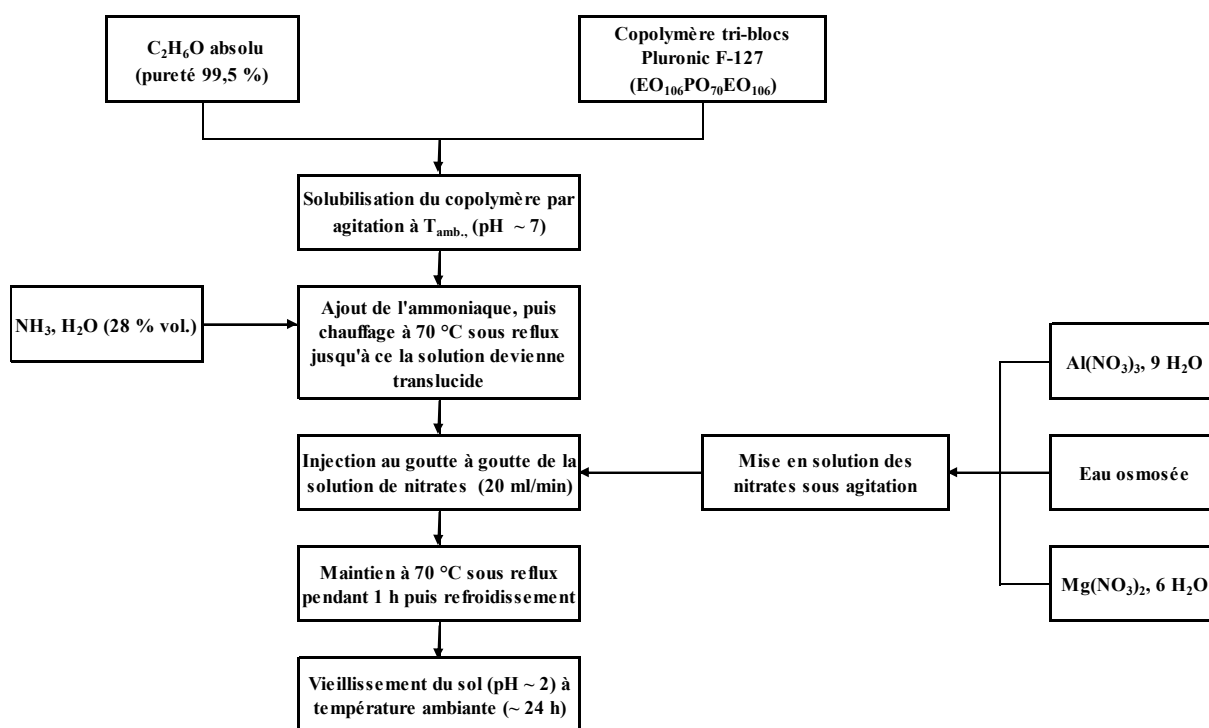 C₂H₆O absolu
(pureté 99,5 %)
Copolymère tri-blocs
Pluronic F-127
(EO₁₀₆PO₇₀EO₁₀₆)
Solubilisation du copolymère par
agitation à Tamb., (pH ~ 7)
NH₃, H₂O (28 % vol.)
Ajout de l'ammoniaque, puis
chauffage à 70 °C sous reflux
jusqu'à ce la solution devienne
translucide
Al(NO₃)₃, 9 H₂O
Injection au goutte à goutte de la
solution de nitrates (20 ml/min)
Mise en solution des
nitrates sous agitation
Eau osmosée
Maintien à 70 °C sous reflux
pendant 1 h puis refroidissement
Mg(NO₃)₂, 6 H₂O
Vieillissement du sol (pH ~ 2) à
température ambiante (~ 24 h)